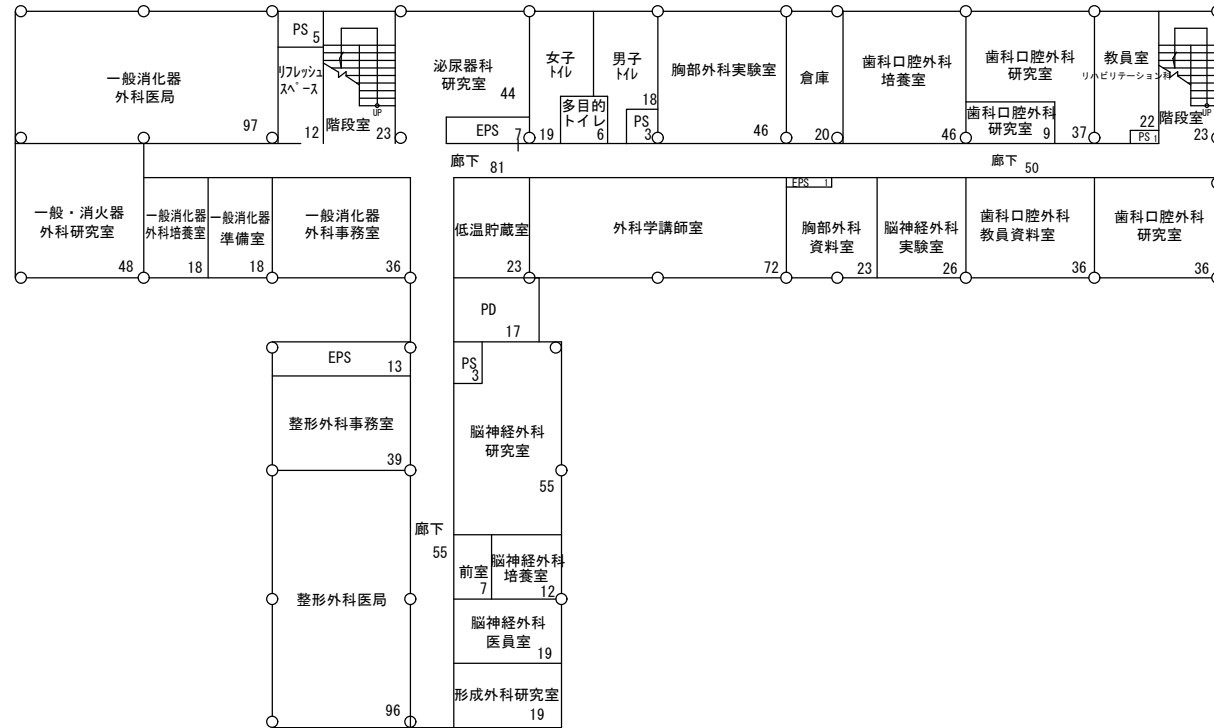 一般消化器
外科医局
97
PS
5
リフレッシュ
スペース
12
階段室
23
UP
泌尿器科
研究室
44
EPS
7
女子
トイレ
19
多目的
トイレ
6
男子
トイレ
18
PS
3
胸部外科実験室
46
倉庫
20
歯科口腔外科
培養室
46
歯科口腔外科
研究室
37
歯科口腔外科
研究室
9
教員室
リハビリテーション科
22
PS 1
階段室
23
UP
廊下
81
廊下
50
一般・消火器
外科研究室
48
一般消化器
外科培養室
18
一般消化器
準備室
18
一般消化器
外科事務室
36
低温貯蔵室
23
外科学講師室
72
EPS 1
胸部外科
資料室
23
脳神経外科
実験室
26
歯科口腔外科
教員資料室
36
歯科口腔外科
研究室
36
PD
17
EPS
13
PS
3
整形外科事務室
39
脳神経外科
研究室
55
廊下
55
前室
7
脳神経外科
培養室
12
整形外科医局
96
脳神経外科
医員室
19
形成外科研究室
19